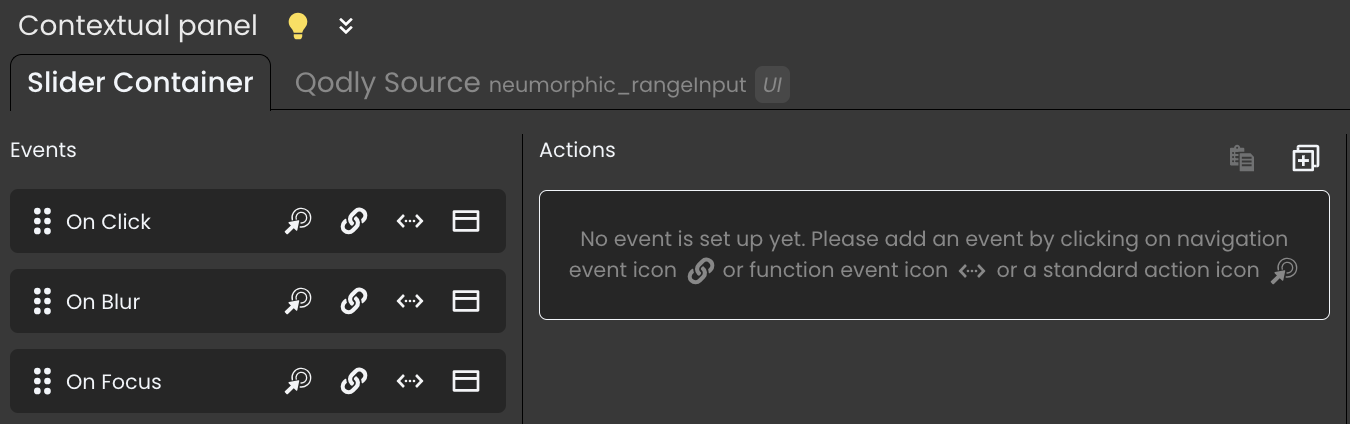 Contextual panel
Slider Container Qodly Source neumorphic_rangeInput UI
Events
Actions
On Click
On Blur
On Focus
No event is set up yet. Please add an event by clicking on navigation
event icon or function event icon or a standard action icon